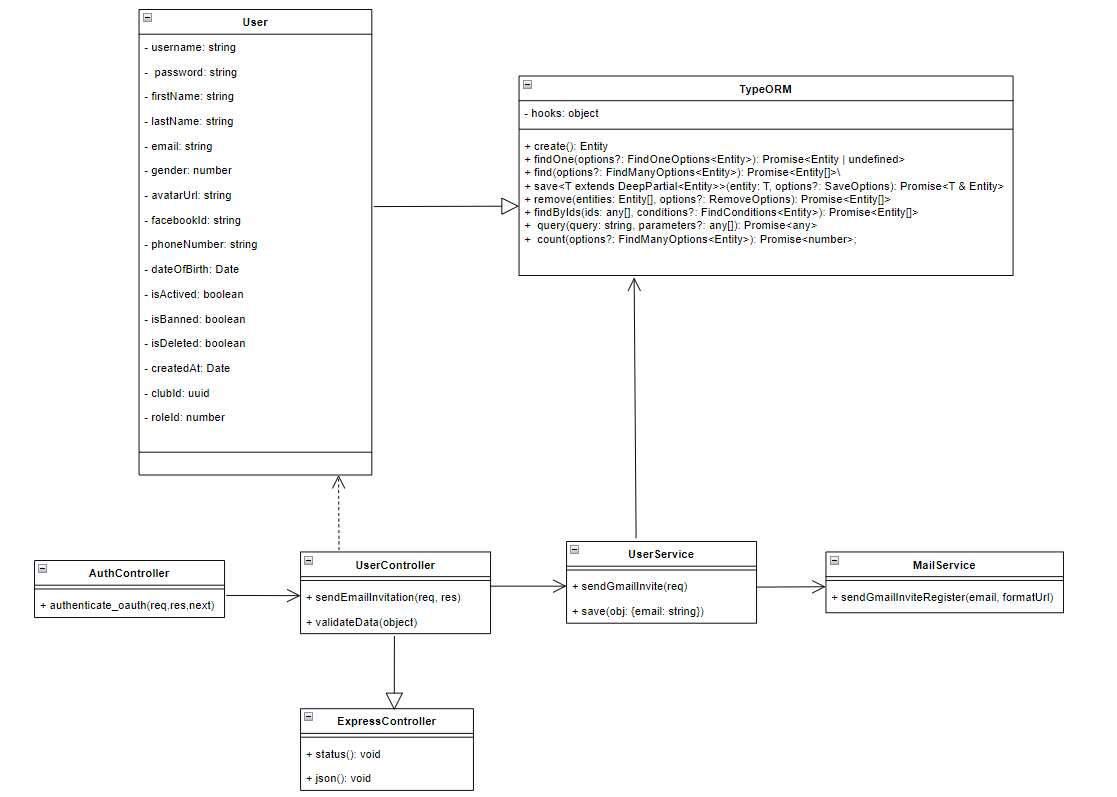 User
- username: string
-  password: string
- firstName: string
- lastName: string
- email: string
- gender: number
- avatarUrl: string
- facebookId: string
- phoneNumber: string
- dateOfBirth: Date
- isActived: boolean
- isBanned: boolean
- isDeleted: boolean
- createdAt: Date
- clubId: uuid
- roleId: number
TypeORM
- hooks: object
+ create(): Entity
+ findOne(options?: FindOneOptions<Entity>): Promise<Entity | undefined>
+ find(options?: FindManyOptions<Entity>): Promise<Entity[]>\
+ save<T extends DeepPartial<Entity>>(entity: T, options?: SaveOptions): Promise<T & Entity>
+ remove(entities: Entity[], options?: RemoveOptions): Promise<Entity[]>
+ findByIds(ids: any[], conditions?: FindConditions<Entity>): Promise<Entity[]>
+  query(query: string, parameters?: any[]): Promise<any>
+  count(options?: FindManyOptions<Entity>): Promise<number>;
AuthController
+ authenticate_oauth(req,res,next)
UserController
+ sendEmailInvitation(req, res)
+ validateData(object)
UserService
+ sendGmailInvite(req)
+ save(obj: {email: string})
MailService
+ sendGmailInviteRegister(email, formatUrl)
ExpressController
+ status(): void
+ json(): void